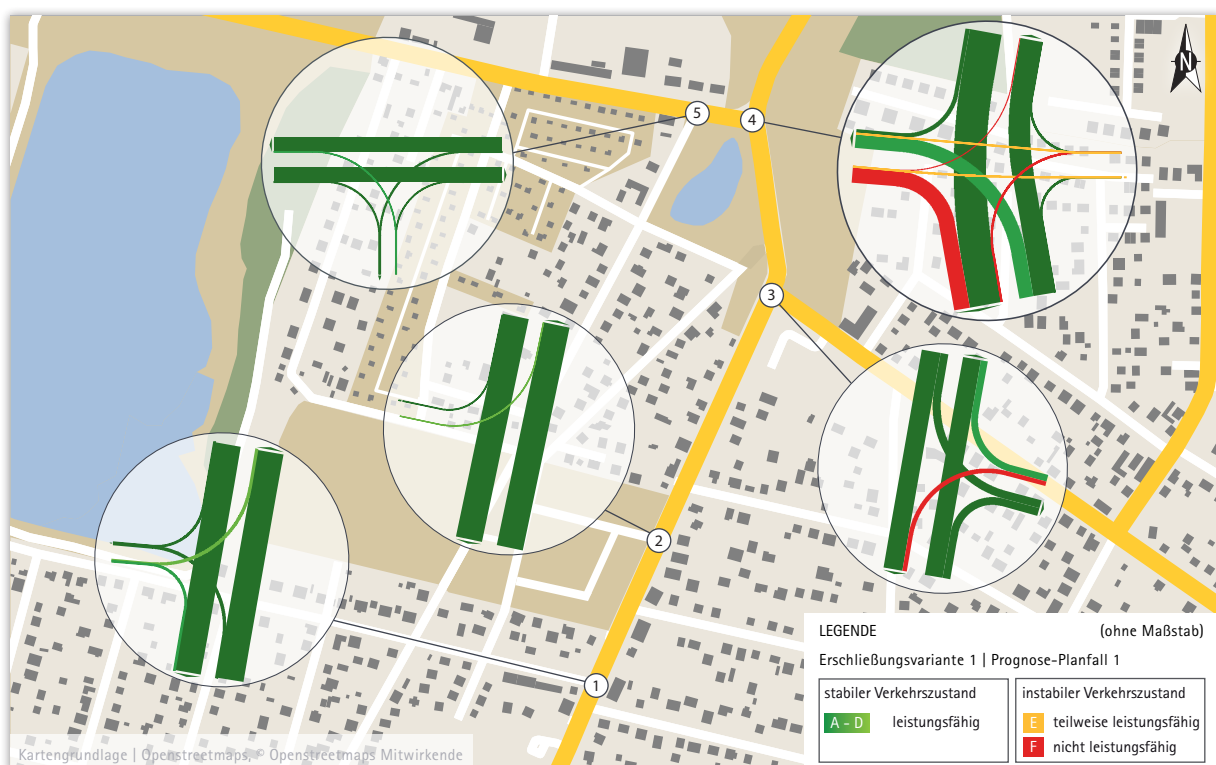 N
5
4
3
2
1
LEGENDE (ohne Maßstab)
Erschließungsvariante 1 | Prognose-Planfall 1
stabiler Verkehrszustand
A - D leistungsfähig
instabiler Verkehrszustand
E teilweise leistungsfähig
F nicht leistungsfähig
Kartengrundlage | Openstreetmaps, © Openstreetmaps Mitwirkende